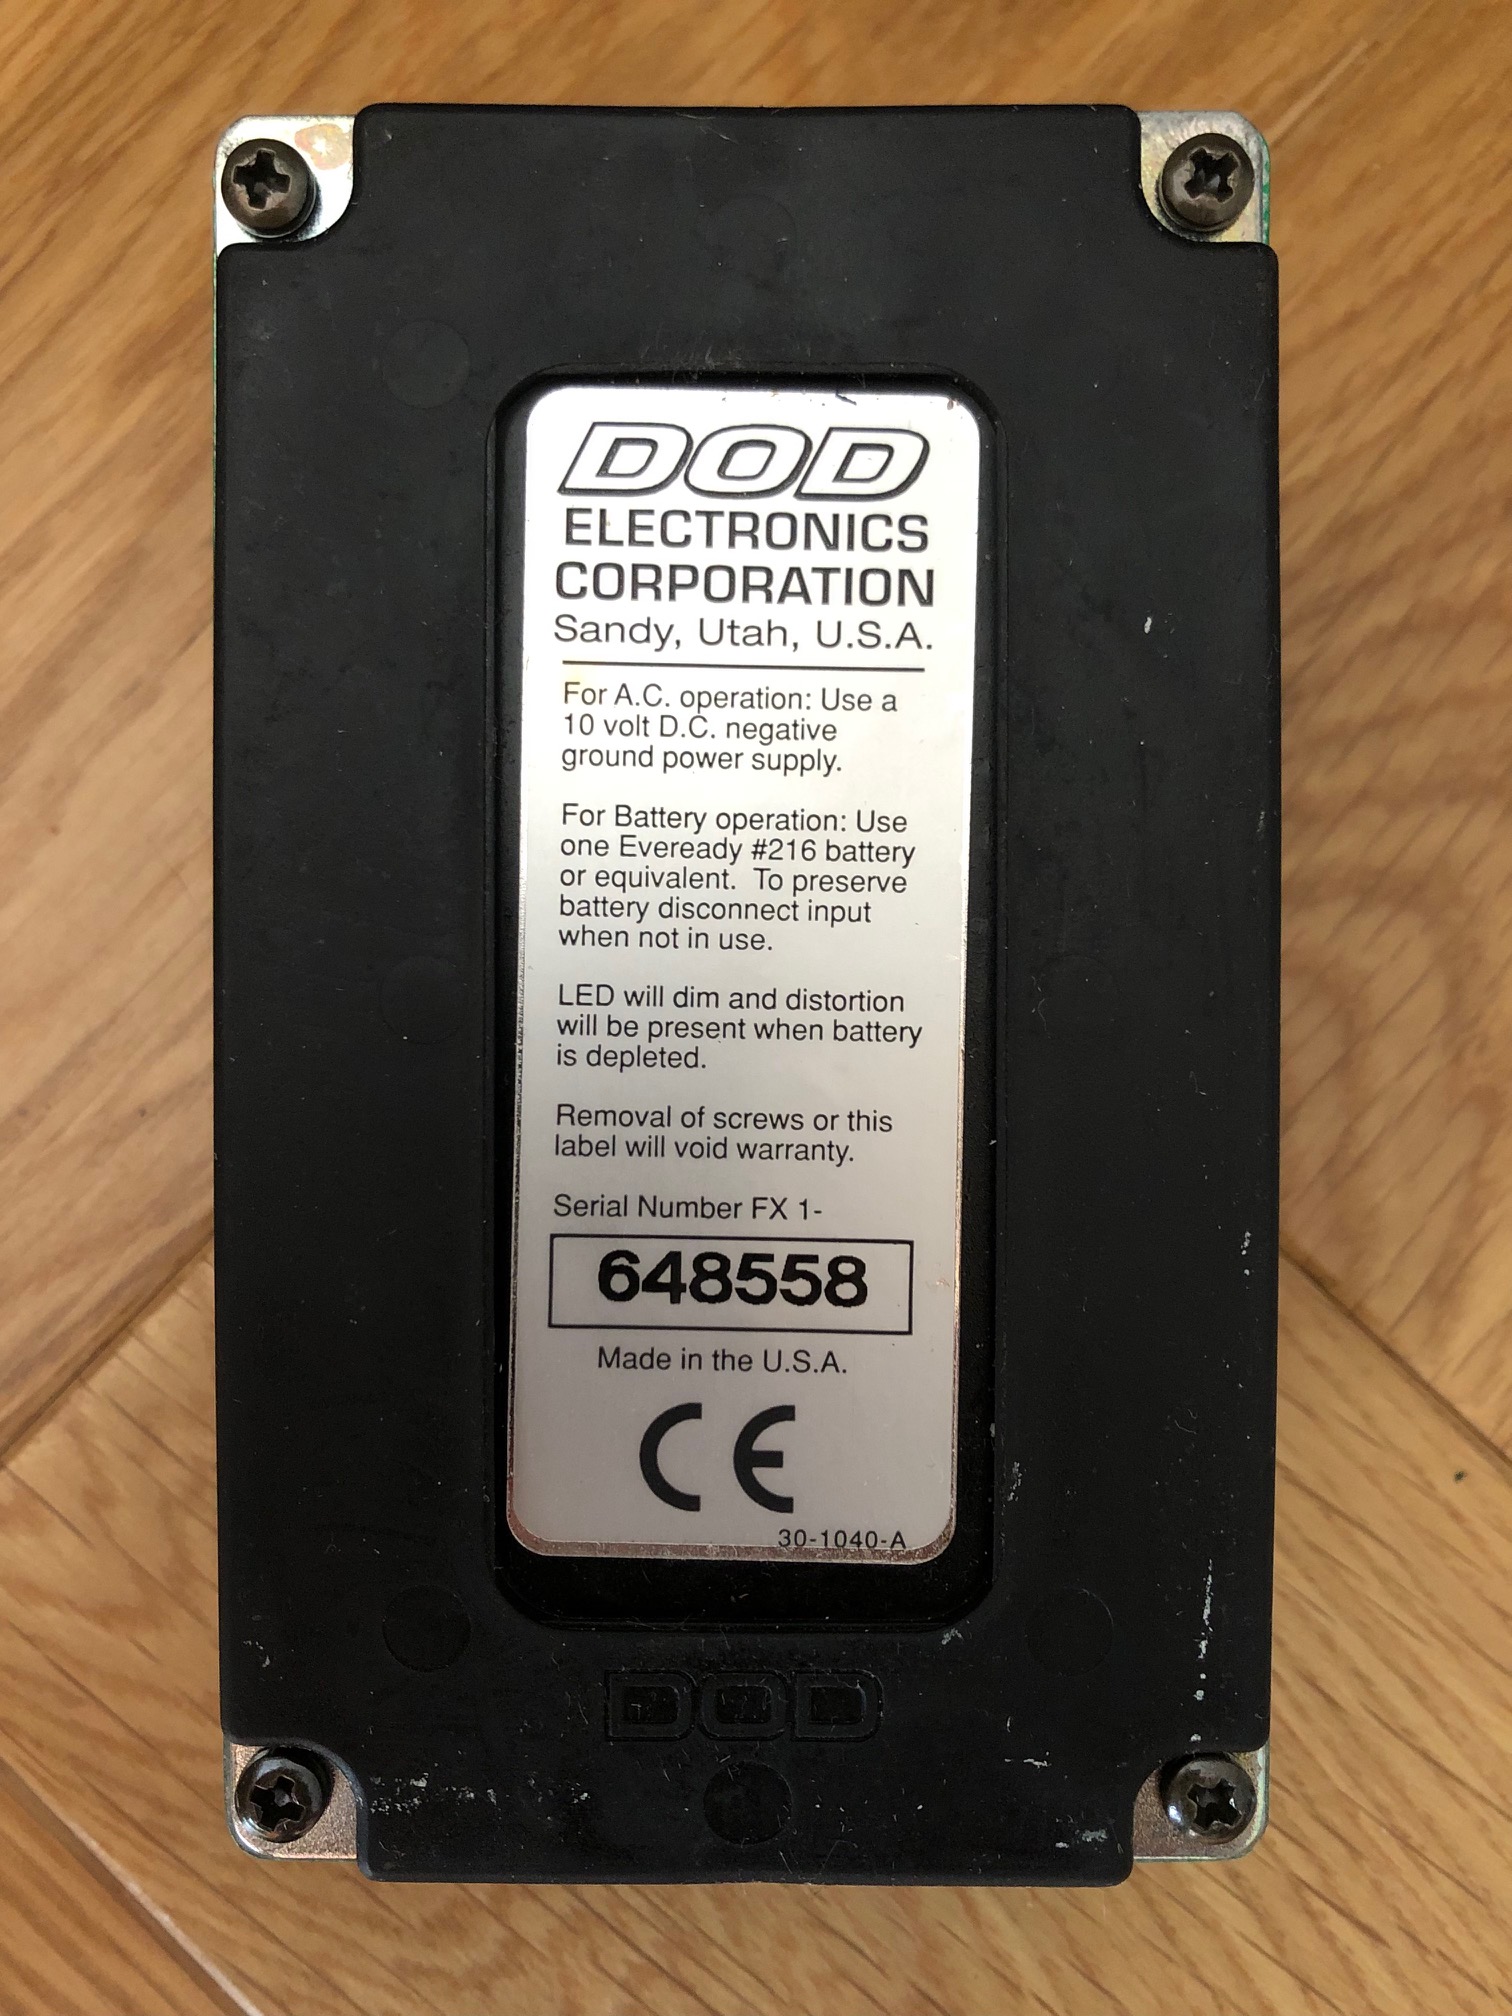 DOD
ELECTRONICS
CORPORATION
Sandy, Utah, U.S.A.
For A.C. operation: Use a
10 volt D.C. negative
ground power supply.
For Battery operation: Use
one Eveready #216 battery
or equivalent. To preserve
battery disconnect input
when not in use.
LED will dim and distortion
will be present when battery
is depleted.
Removal of screws or this
label will void warranty.
Serial Number FX 1-
648558
Made in the U.S.A.
CE
30-1040-A
DOD